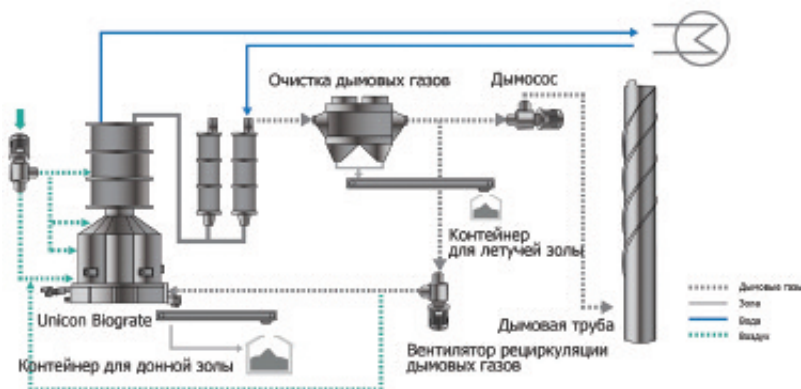 Очистка дымовых газов
Дымосос
Контейнер
для летучей золы
Unicon Biograte
Дымовая труба
Контейнер для донной золы
Вентилятор рециркуляции
дымовых газов
Дымовые газы
Зола
Вода
Воздух